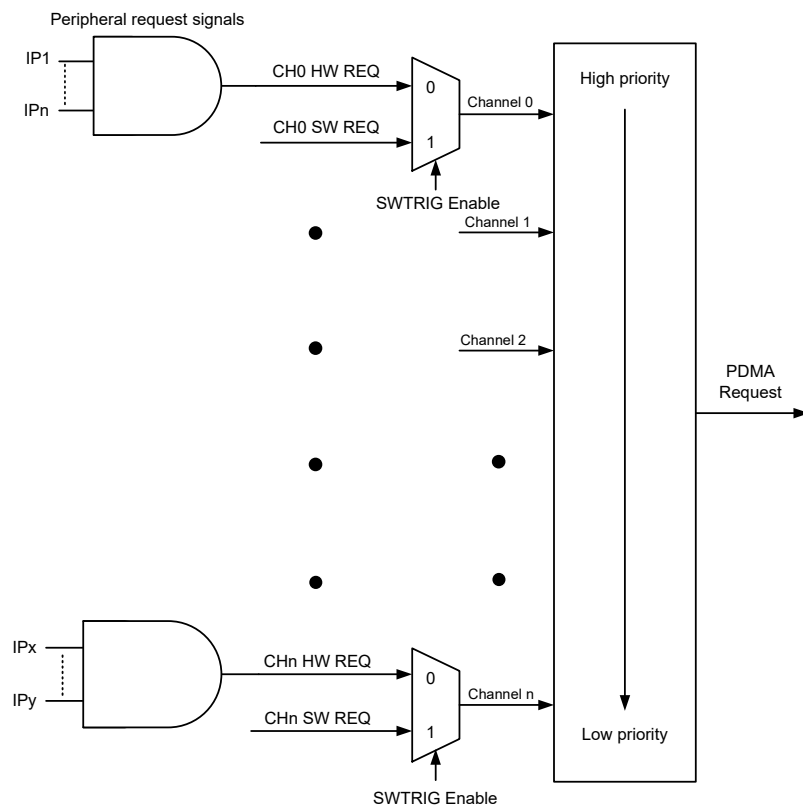 Peripheral request signals
IP1
IPn
CH0 HW REQ
CH0 SW REQ
0
1
SWTRIG Enable
Channel 0
Channel 1
Channel 2
High priority
PDMA
Request
IPx
IPy
CHn HW REQ
CHn SW REQ
0
1
SWTRIG Enable
Channel n
Low priority